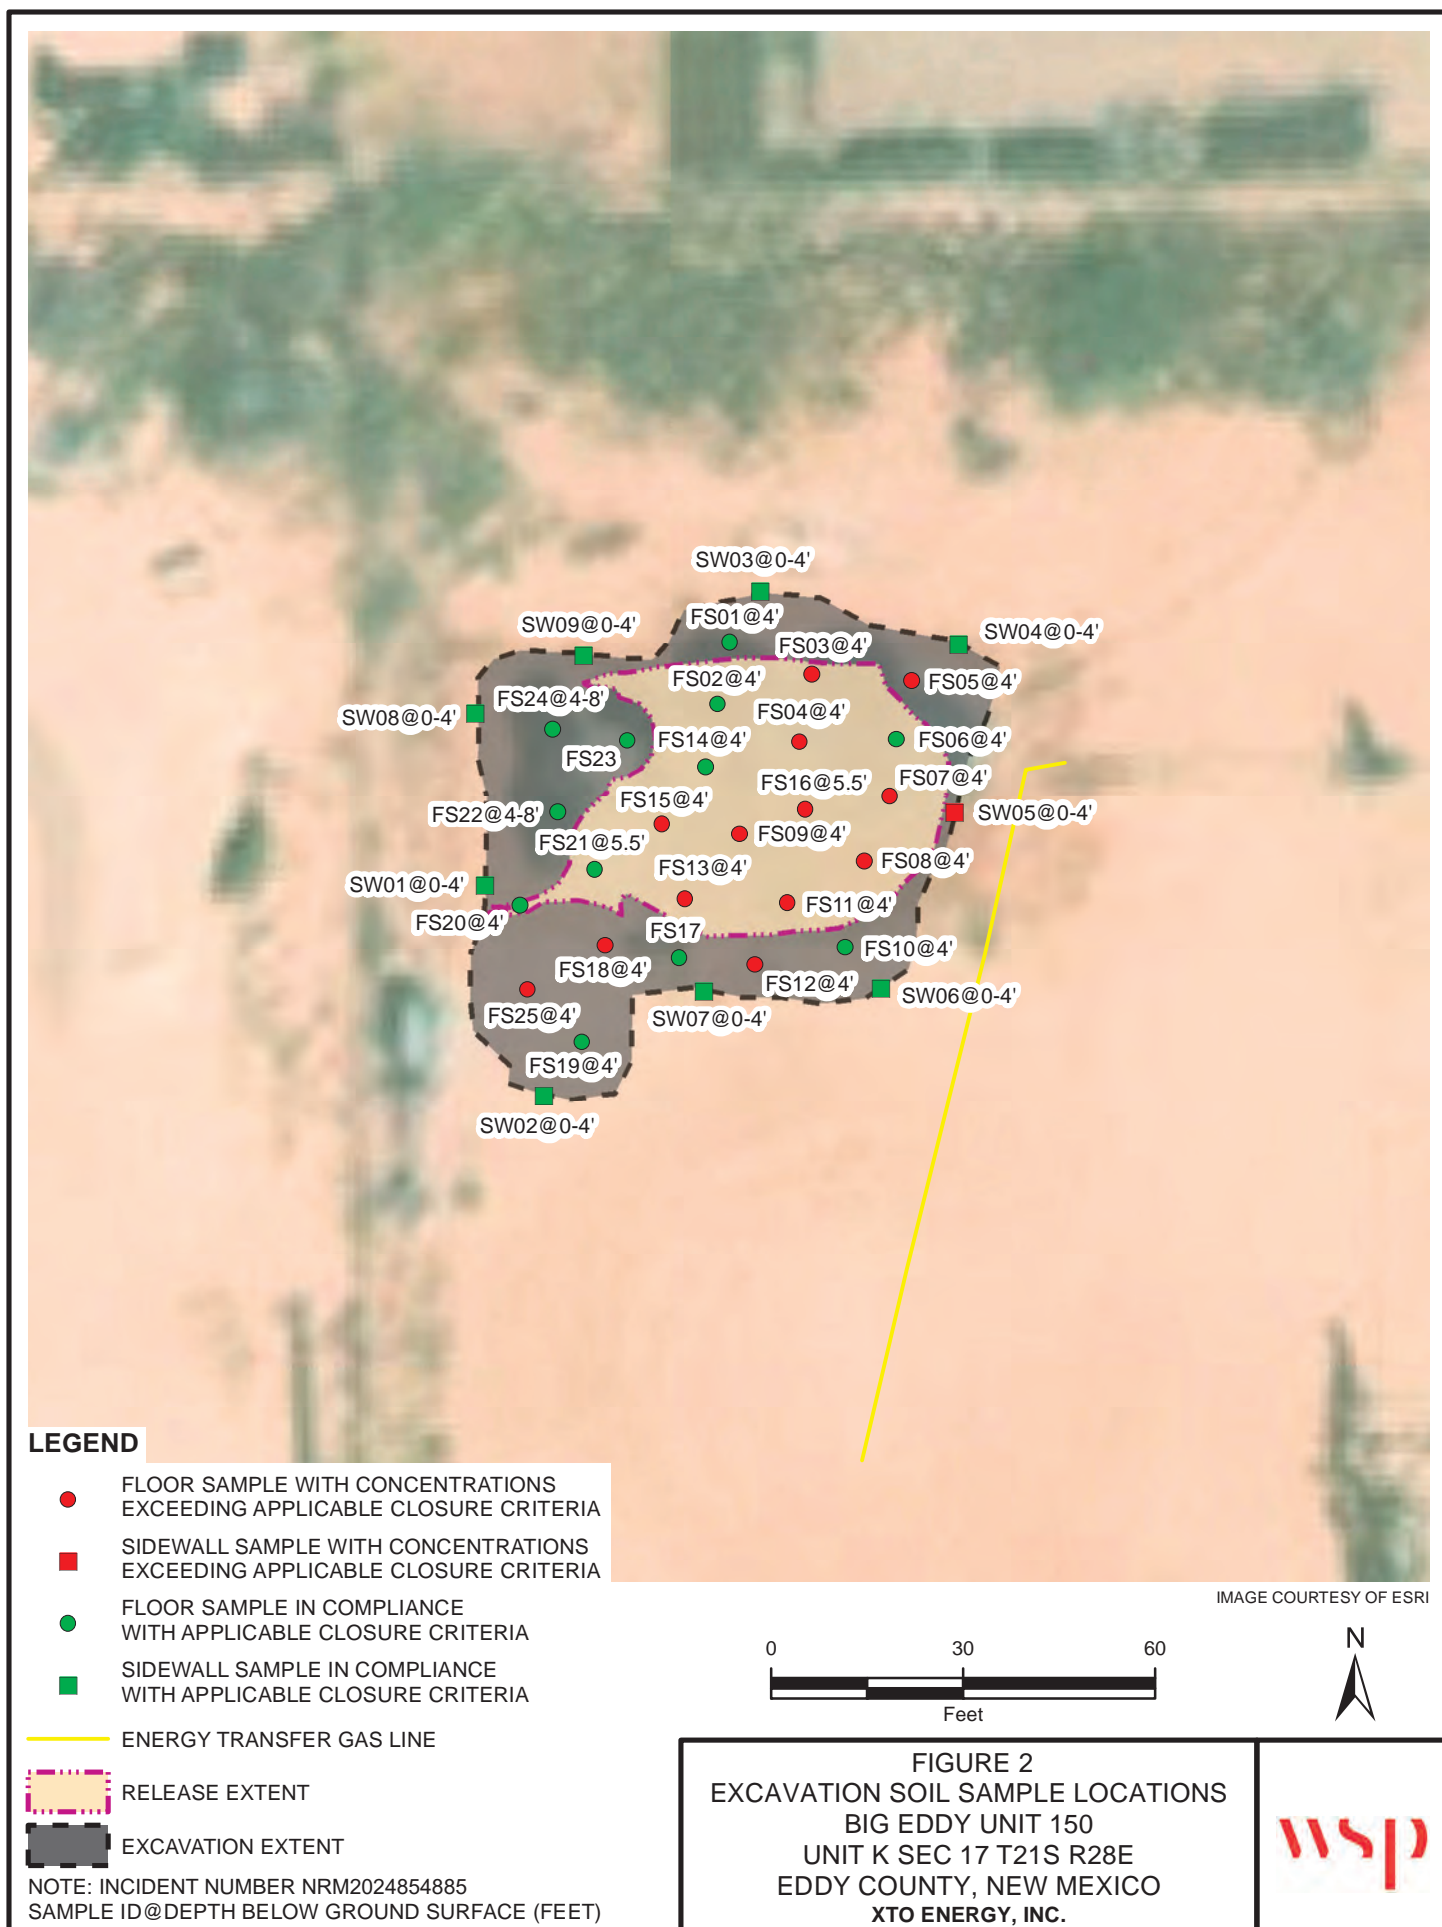 SW03@0-4'
FS01@4'
SW09@0-4'
SW04@0-4'
FS03@4'
FS02@4'
FS05@4'
FS24@4-8'
SW08@0-4'
FS04@4'
FS14@4'
FS06@4'
FS23
FS16@5.5'
FS07@4'
FS15@4'
FS22@4-8'
SW05@0-4'
FS09@4'
FS21@5.5'
FS13@4'
FS08@4'
SW01@0-4'
FS11@4'
FS20@4'
FS17
FS10@4'
FS18@4'
FS12@4'
SW06@0-4'
FS25@4'
SW07@0-4'
FS19@4'
SW02@0-4'
LEGEND
FLOOR SAMPLE WITH CONCENTRATIONS
EXCEEDING APPLICABLE CLOSURE CRITERIA
SIDEWALL SAMPLE WITH CONCENTRATIONS
EXCEEDING APPLICABLE CLOSURE CRITERIA
FLOOR SAMPLE IN COMPLIANCE
WITH APPLICABLE CLOSURE CRITERIA
SIDEWALL SAMPLE IN COMPLIANCE
WITH APPLICABLE CLOSURE CRITERIA
ENERGY TRANSFER GAS LINE
RELEASE EXTENT
EXCAVATION EXTENT
NOTE: INCIDENT NUMBER NRM2024854885
SAMPLE ID@DEPTH BELOW GROUND SURFACE (FEET)
IMAGE COURTESY OF ESRI
0 30 60
Feet
N
FIGURE 2
EXCAVATION SOIL SAMPLE LOCATIONS
BIG EDDY UNIT 150
UNIT K SEC 17 T21S R28E
EDDY COUNTY, NEW MEXICO
XTO ENERGY, INC.
wsp